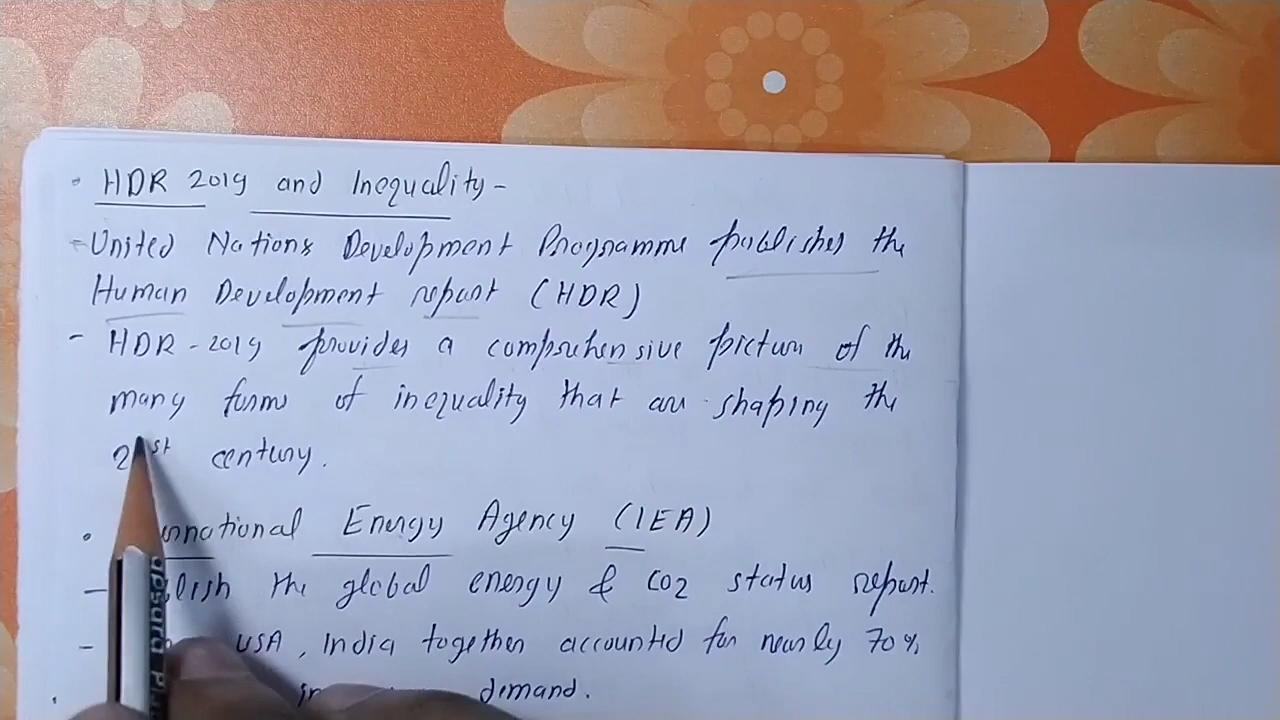 • HDR 2019 and Inequality -
- United Nations Development Programme publishes the
Human Development report (HDR)
- HDR - 2019 provides a comprehensive picture of the
many forms of inequality that are shaping the
21st century.
• Energy Agency (IEA)
- the global energy & CO2 status report.
- USA, India together accounted for nearly 70%
demand.
apsara